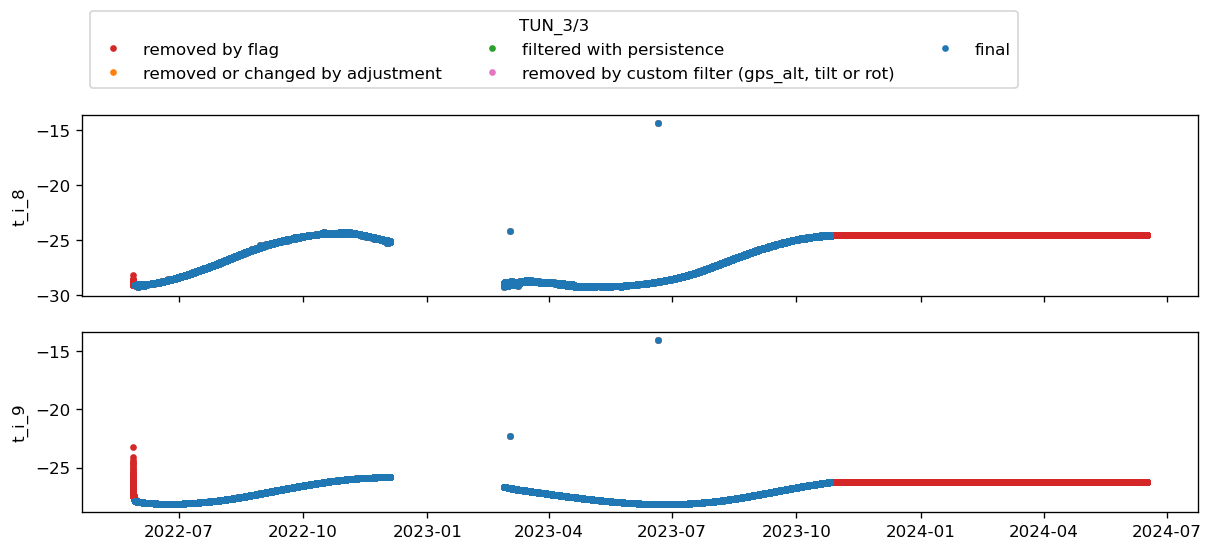 TUN_3/3
removed by flag
filtered with persistence
final
removed or changed by adjustment
removed by custom filter (gps_alt, tilt or rot)
−15
−20
−25
−30
t_i_8
−15
−20
−25
t_i_9
2022-07 2022-10 2023-01 2023-04 2023-07 2023-10 2024-01 2024-04 2024-07